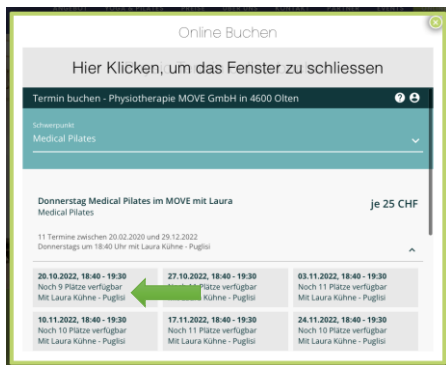 Online Buchen
Hier Klicken, um das Fenster zu schliessen
Termin buchen - Physiotherapie MOVE GmbH in 4600 Olten
Schwerpunkt
Medical Pilates
Donnerstag Medical Pilates im MOVE mit Laura
je 25 CHF
Medical Pilates
11 Termine zwischen 20.02.2020 und 29.12.2022
Donnerstags um 18:40 Uhr mit Laura Kühne - Puglisi
20.10.2022, 18:40 - 19:30
Noch 9 Plätze verfügbar
Mit Laura Kühne - Puglisi
27.10.2022, 18:40 - 19:30
Plätze verfügbar
Kühne - Puglisi
03.11.2022, 18:40 - 19:30
Noch 11 Plätze verfügbar
Mit Laura Kühne - Puglisi
10.11.2022, 18:40 - 19:30
Noch 10 Plätze verfügbar
Mit Laura Kühne - Puglisi
17.11.2022, 18:40 - 19:30
Noch 11 Plätze verfügbar
Mit Laura Kühne - Puglisi
24.11.2022, 18:40 - 19:30
Noch 10 Plätze verfügbar
Mit Laura Kühne - Puglisi